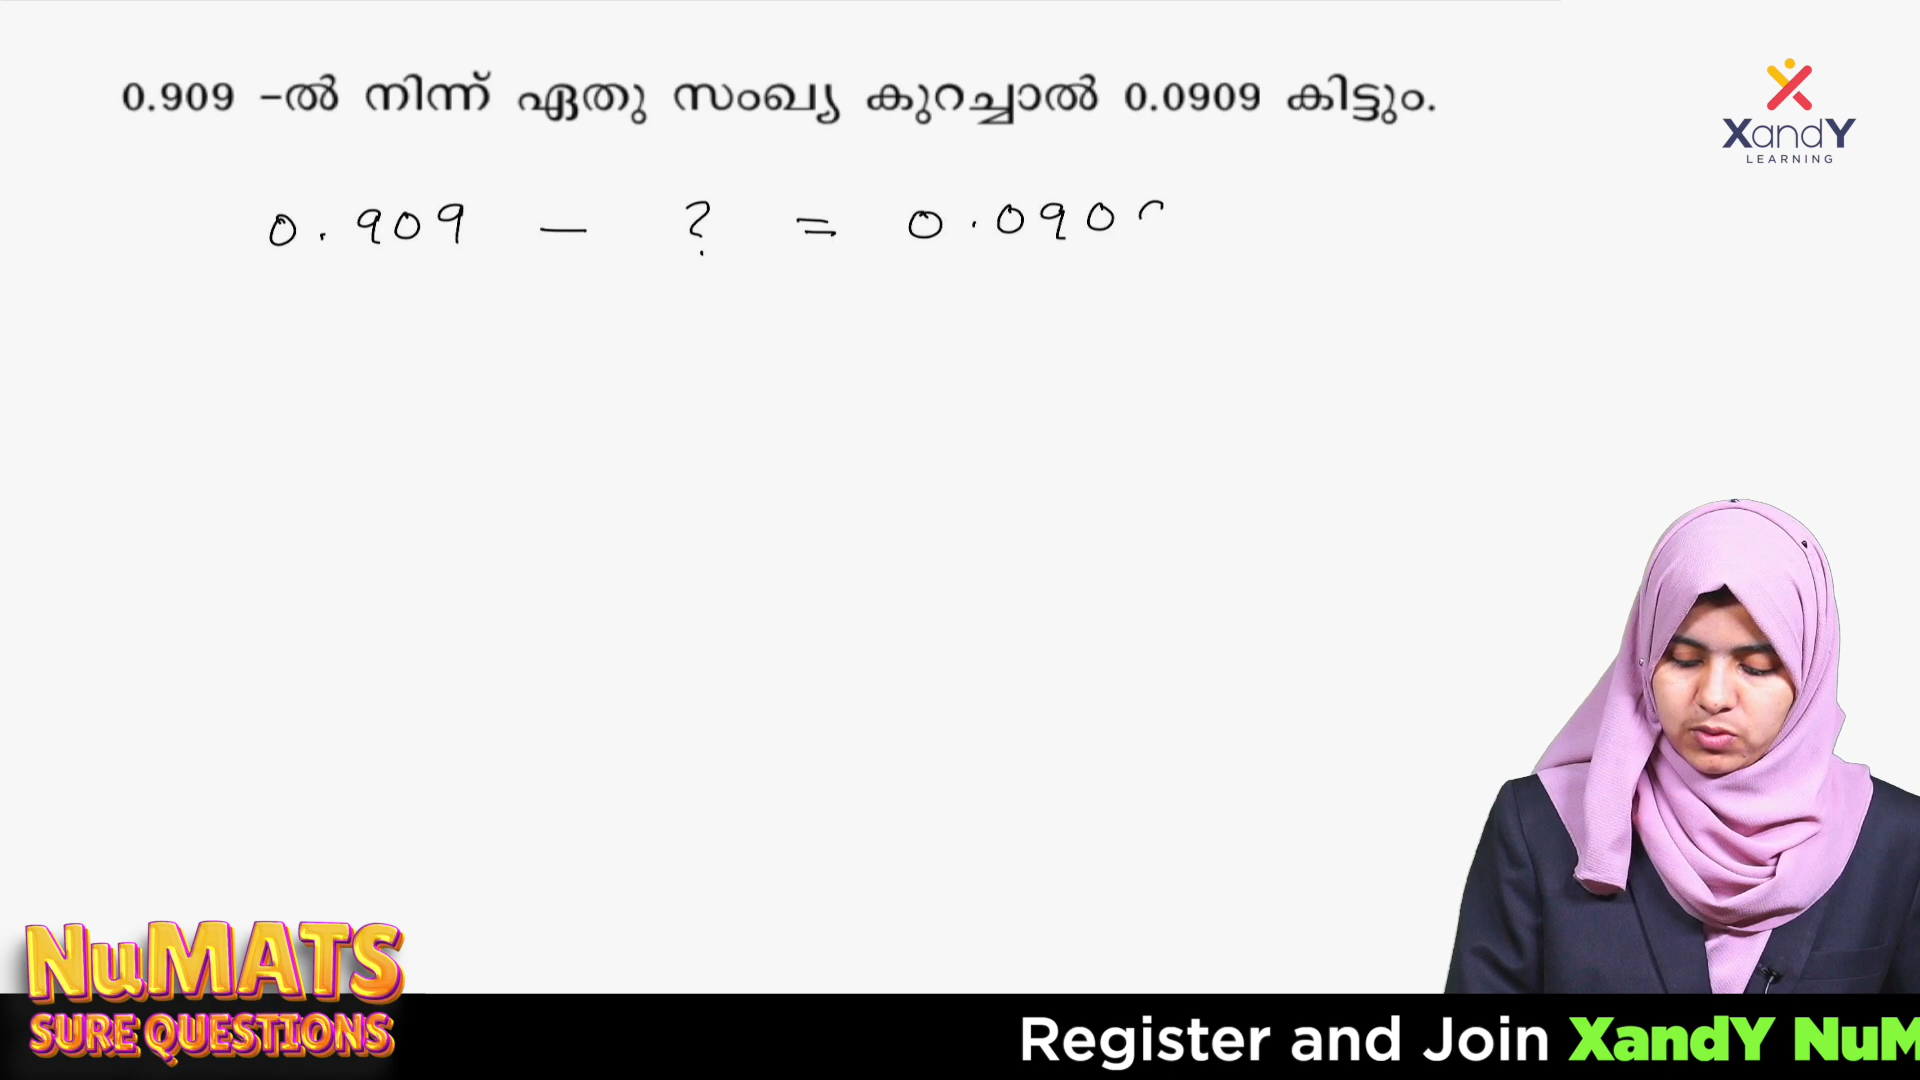 0.909 -ൽ നിന്ന് ഏതു സംഖ്യ കുറച്ചാൽ 0.0909 കിട്ടും.
XandY
LEARNING
0.909 - ? = 0.090
NuMATS
SURE QUESTIONS
Register and Join XandY NuM